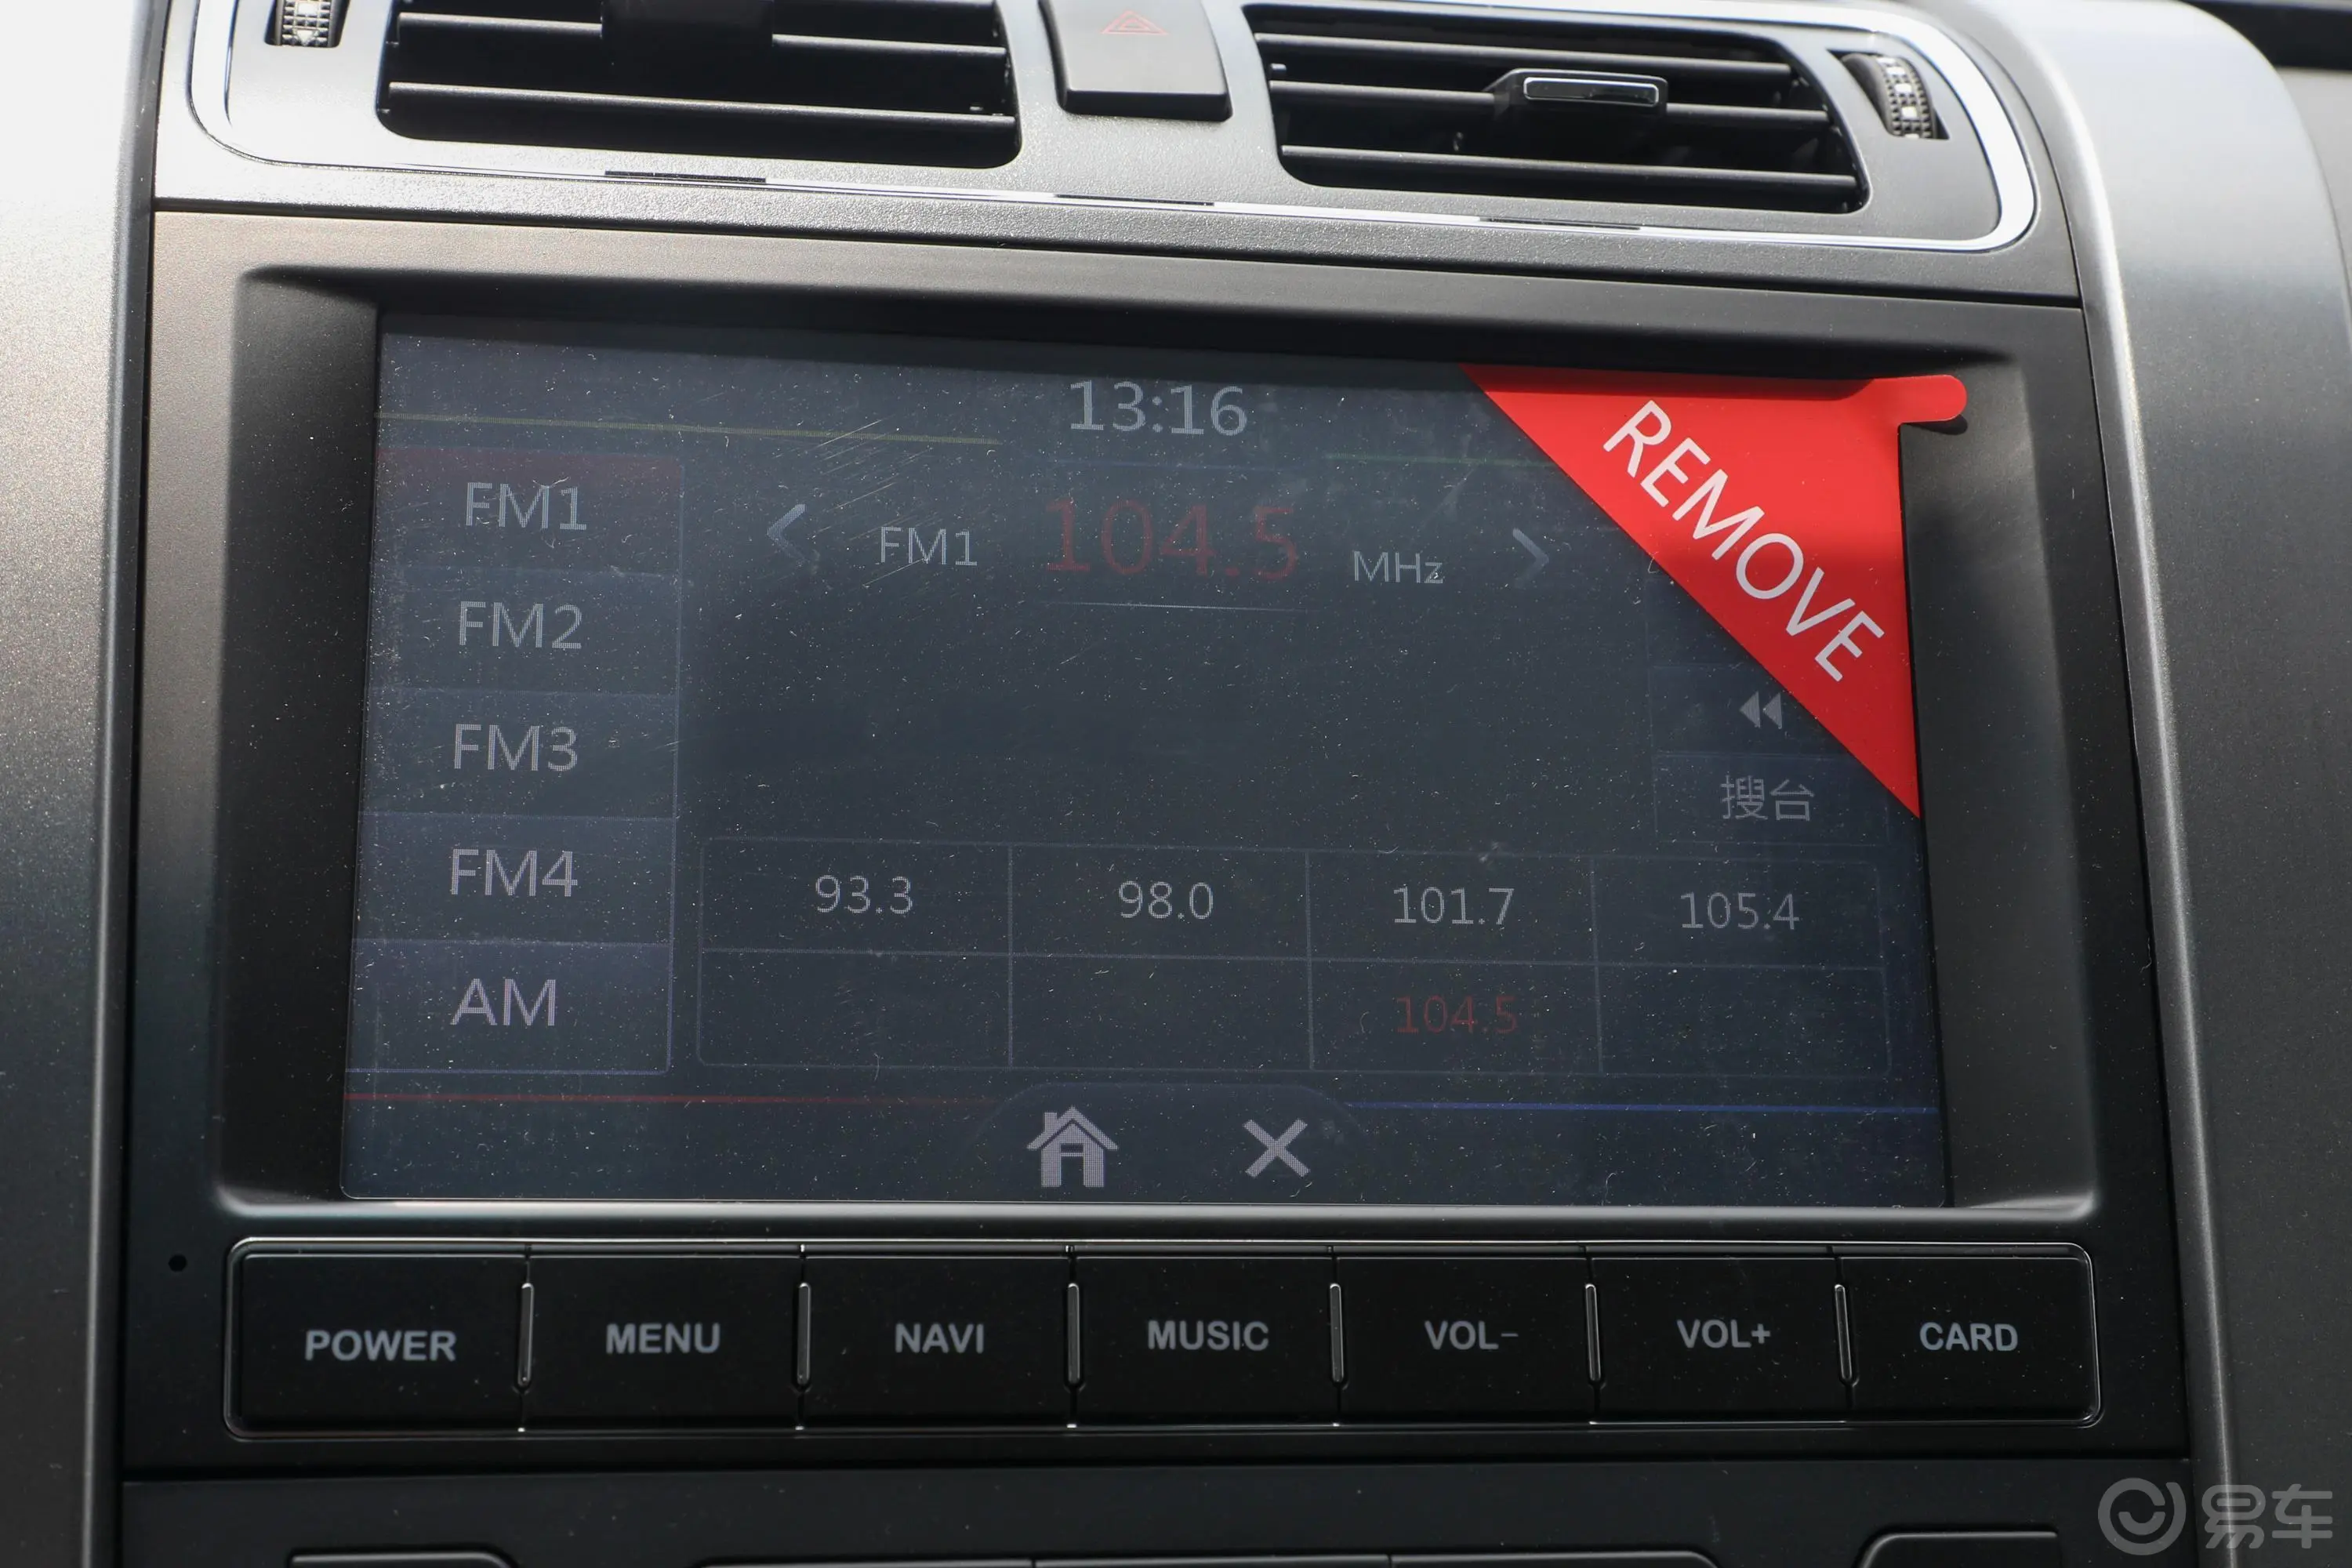 13:16
REMOVE
FM1
FM1 104.5 MHz
FM2
FM3
搜台
FM4
93.3 98.0 101.7 105.4
AM
104.5
POWER MENU NAVI MUSIC VOL- VOL+ CARD
易车